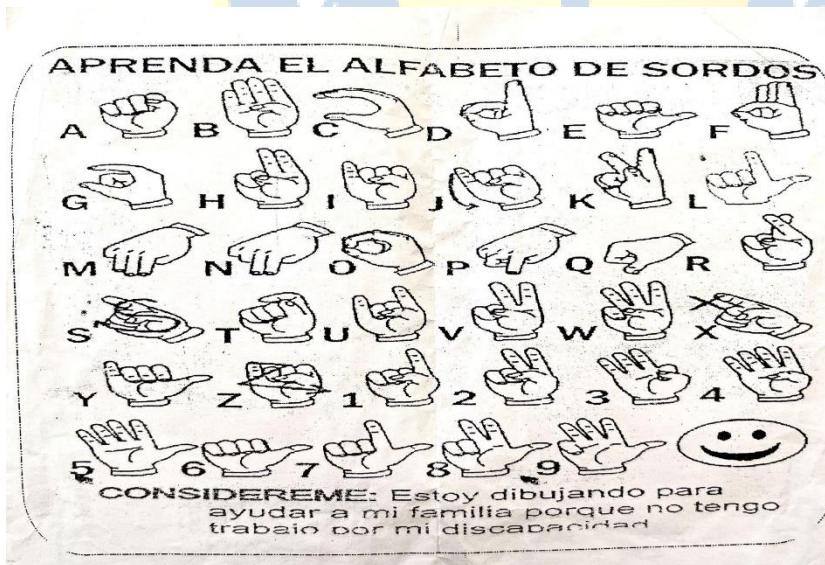 APRENDA EL ALFABETO DE SORDOS
A B C D E F
G H I J K L
M N O P Q R
S T U V W X
Y Z 1 2 3 4
5 6 7 8 9
CONSIDEREME: Estoy dibujando para
ayudar a mi familia porque no tengo
trabajo por mi discapacidad